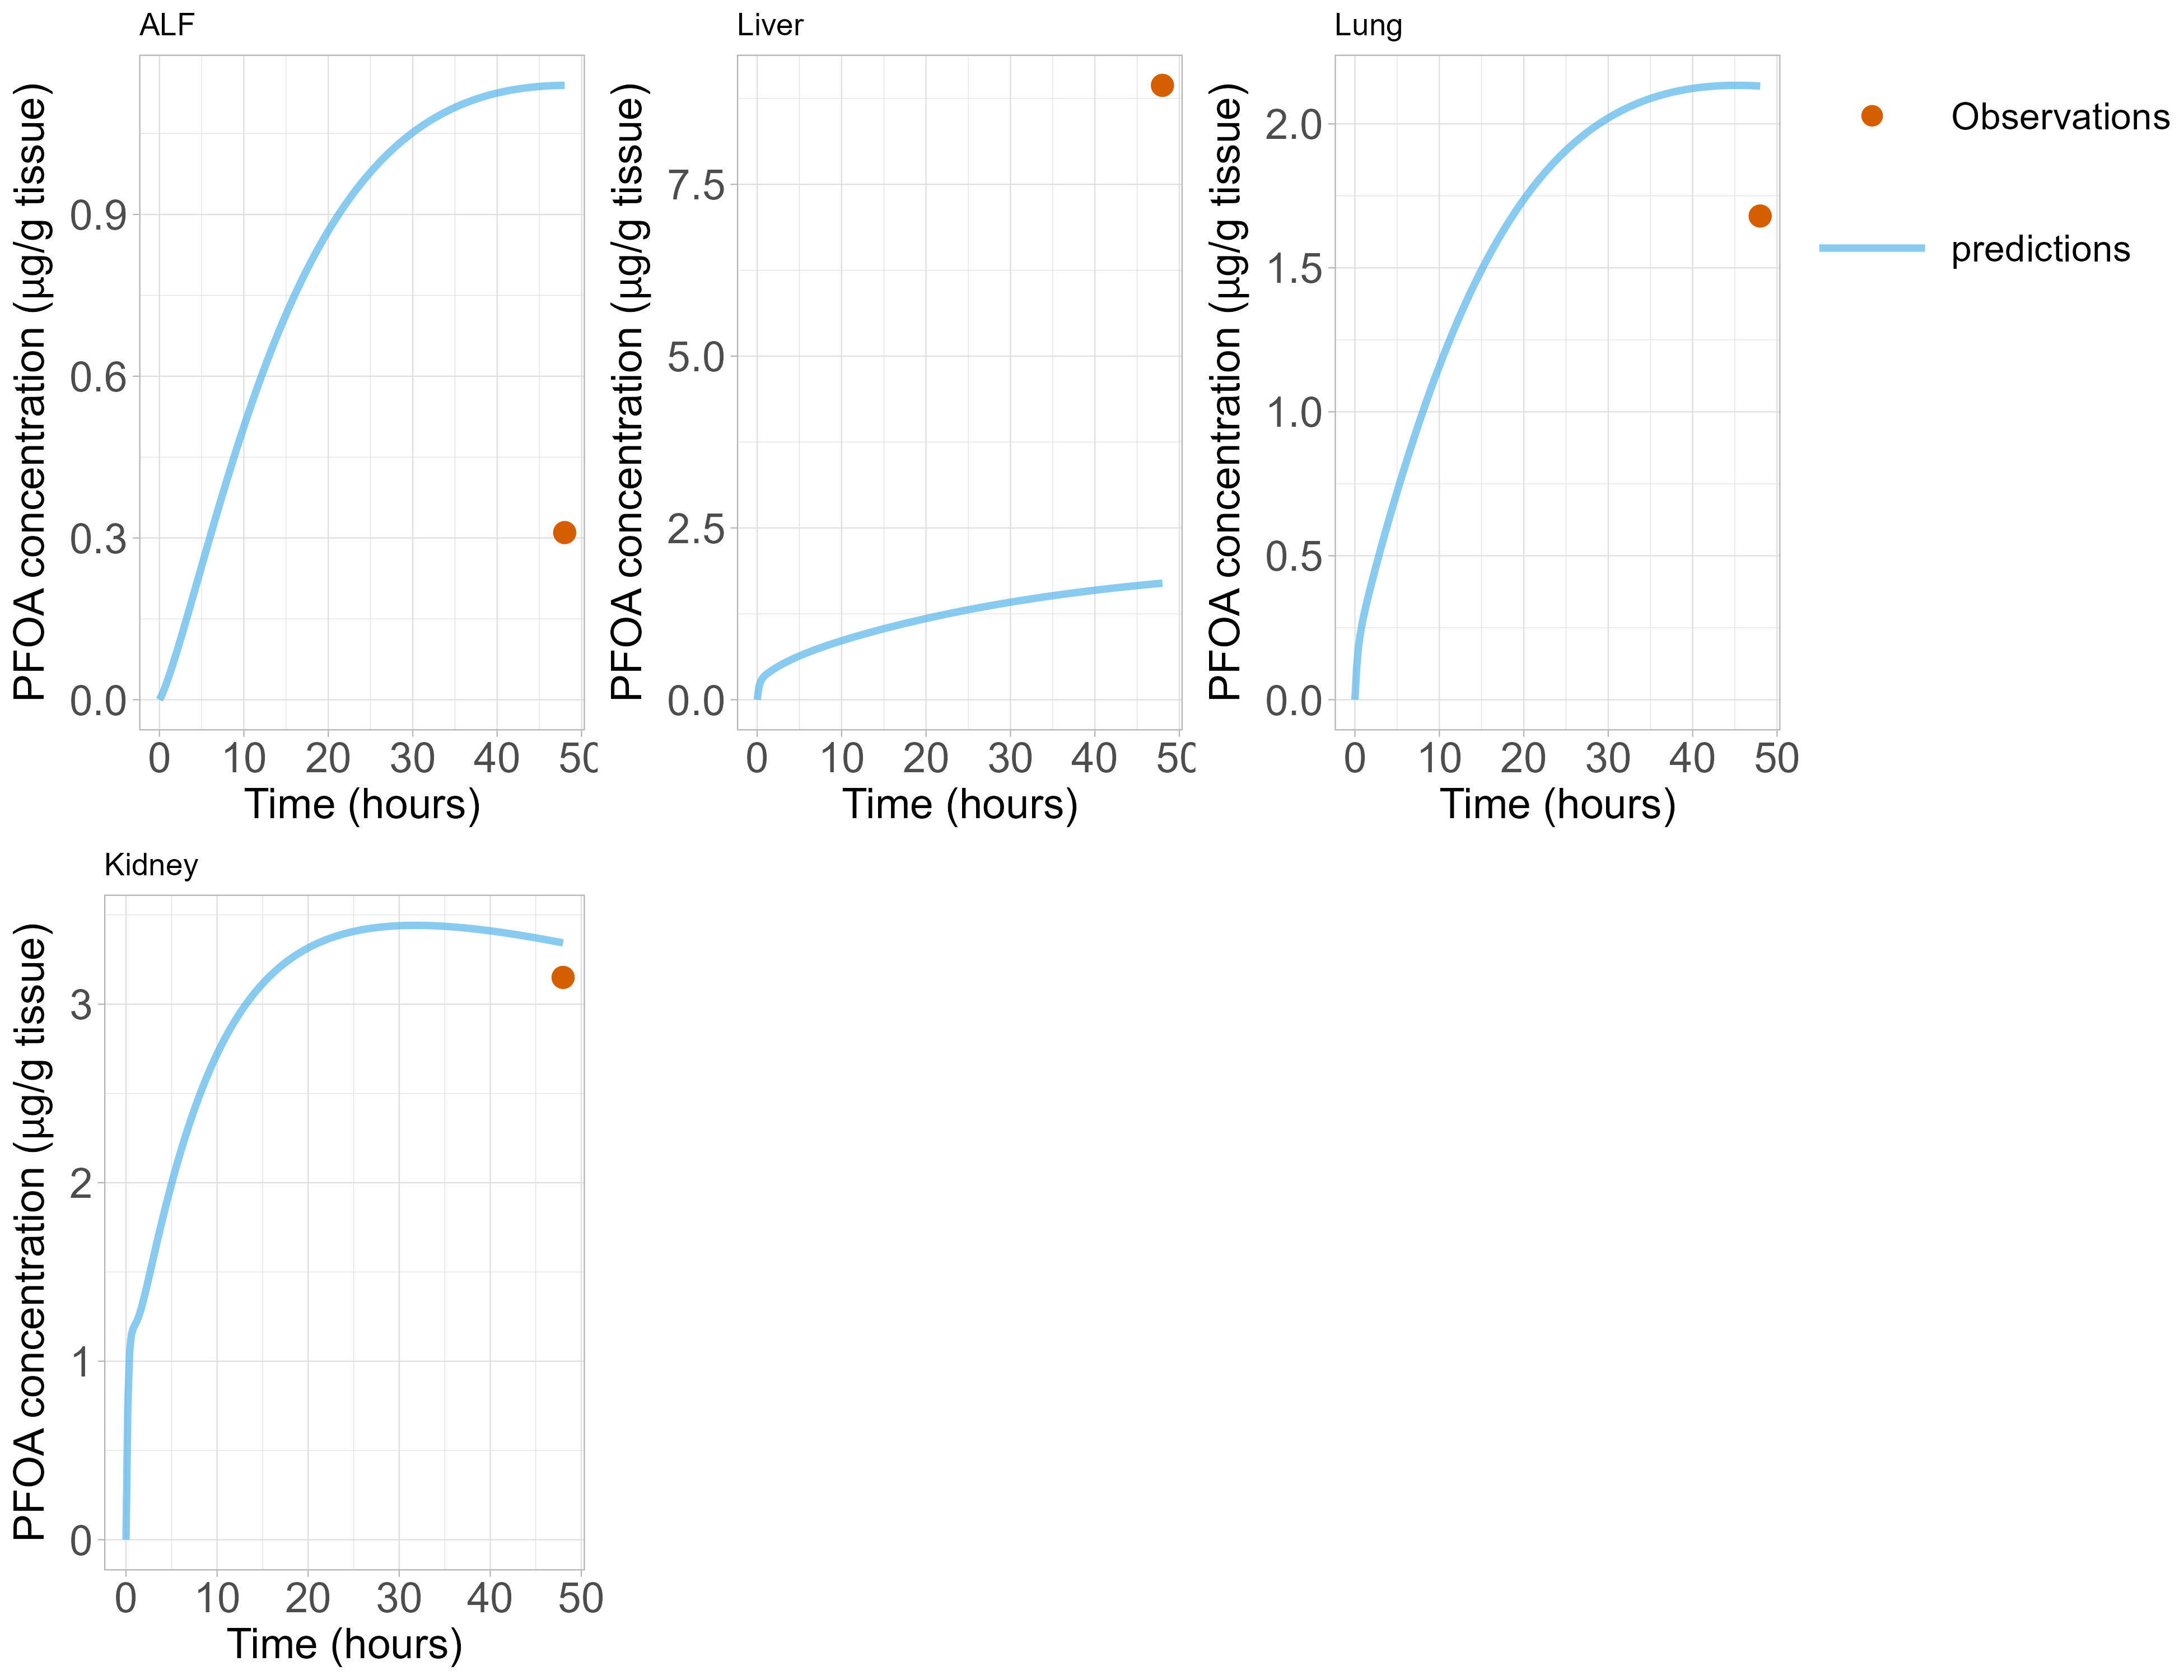 ALF
PFOA concentration (µg/g tissue)
0.9
0.6
0.3
0.0
0 10 20 30 40 50
Time (hours)
Liver
PFOA concentration (µg/g tissue)
7.5
5.0
2.5
0.0
0 10 20 30 40 50
Time (hours)
Lung
PFOA concentration (µg/g tissue)
2.0
1.5
1.0
0.5
0.0
0 10 20 30 40 50
Time (hours)
Observations
predictions
Kidney
PFOA concentration (µg/g tissue)
3
2
1
0
0 10 20 30 40 50
Time (hours)